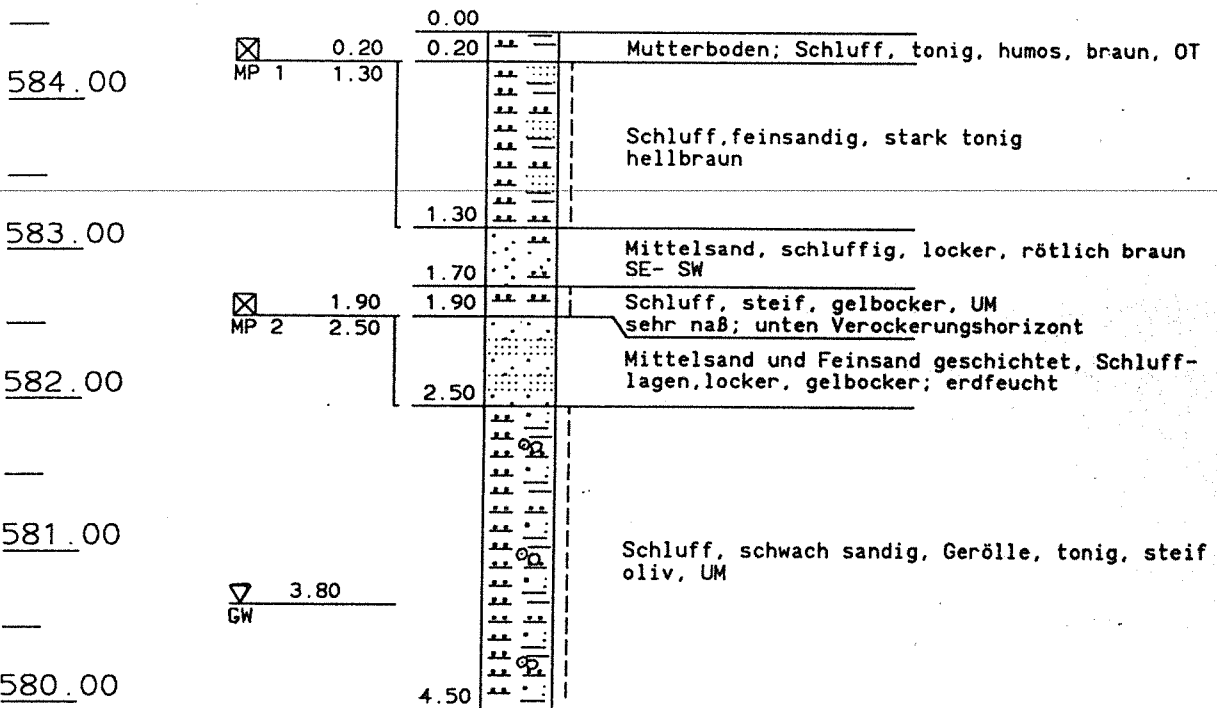 0.00
0.20 0.20 Mutterboden; Schluff, tonig, humos, braun, OT
MP 1 1.30
584.00
Schluff,feinsandig, stark tonig
hellbraun
1.30
583.00
Mittelsand, schluffig, locker, rötlich braun
SE- SW
1.70
1.90 1.90 Schluff, steif, gelbocker, UM
MP 2 2.50 sehr naß; unten Verockerungshorizont
Mittelsand und Feinsand geschichtet, Schluff-
582.00 lagen,locker, gelbocker; erdfeucht
2.50
581.00
Schluff, schwach sandig, Gerölle, tonig, steif
oliv, UM
3.80
GW
580.00
4.50